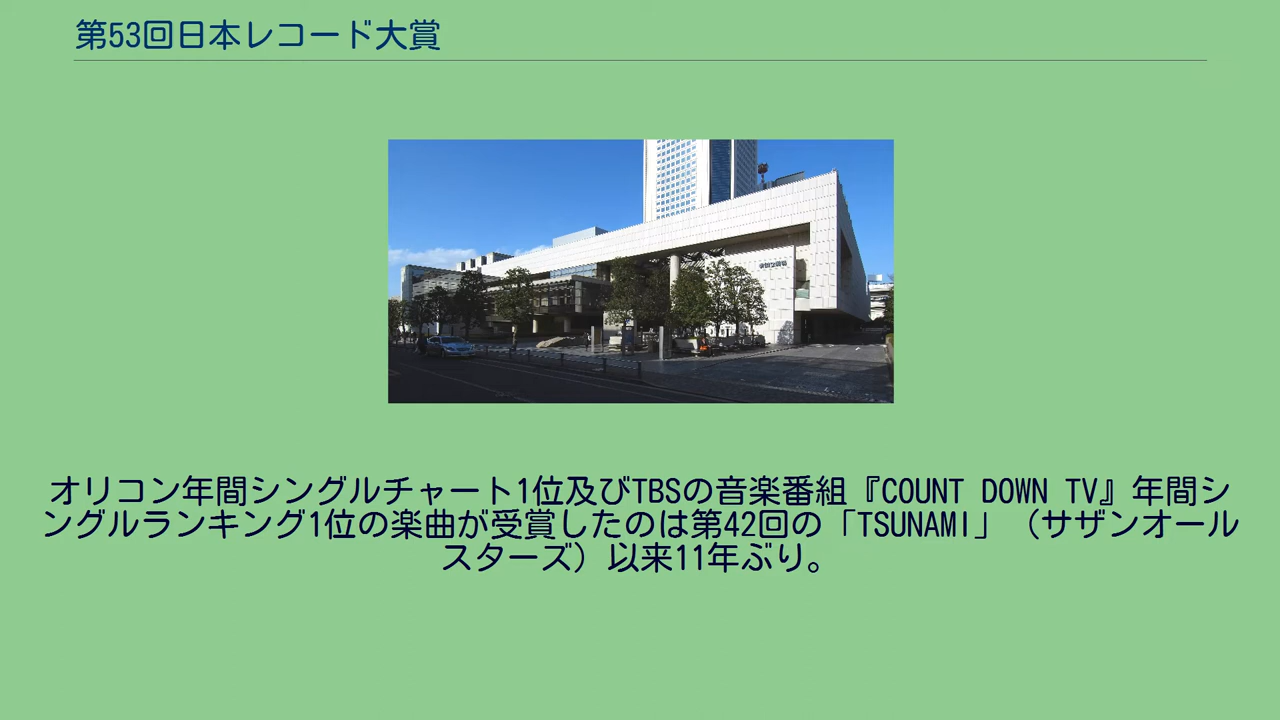 第53回日本レコード大賞
オリコン年間シングルチャート1位及びTBSの音楽番組『COUNT DOWN TV』年間シ
ングルランキング1位の楽曲が受賞したのは第42回の「TSUNAMI」（サザンオール
スターズ）以来11年ぶり。